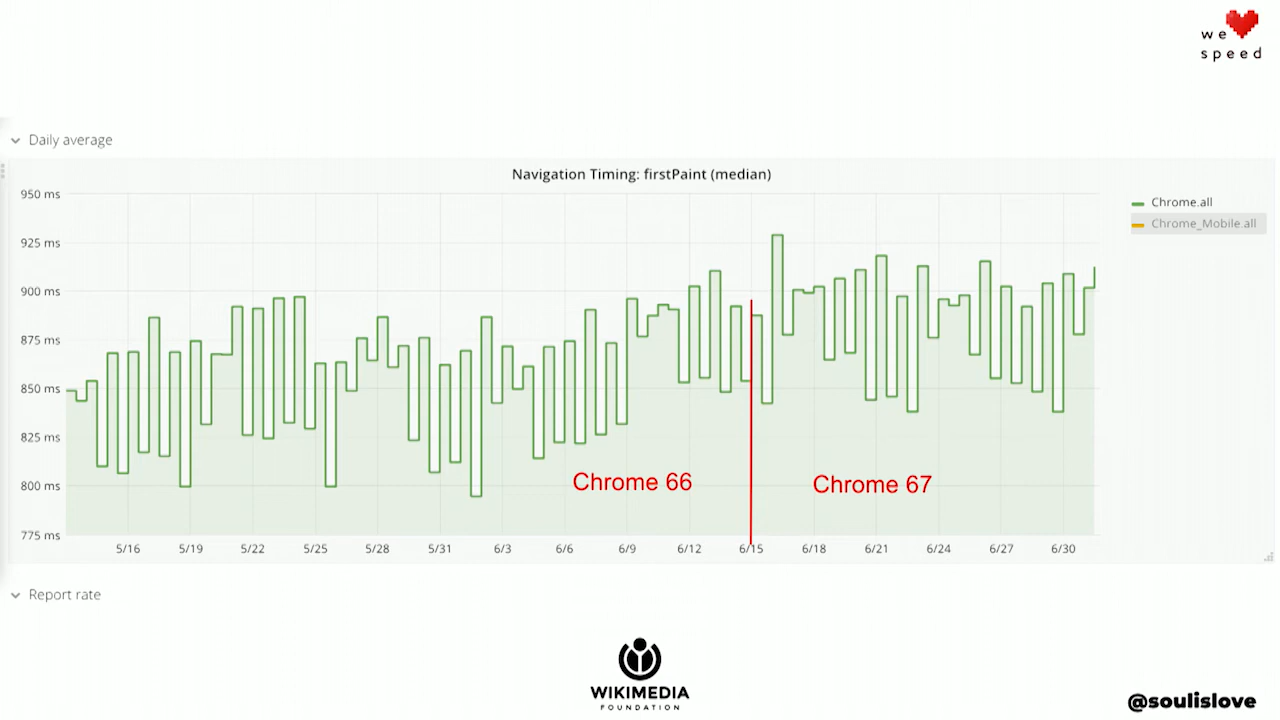 we
speed
Daily average
Navigation Timing: firstPaint (median)
950 ms
925 ms
900 ms
875 ms
850 ms
825 ms
800 ms
775 ms
Chrome.all
Chrome_Mobile.all
Chrome 66
Chrome 67
5/16 5/19 5/22 5/25 5/28 5/31 6/3 6/6 6/9 6/12 6/15 6/18 6/21 6/24 6/27 6/30
Report rate
WIKIMEDIA
FOUNDATION
@soulislove